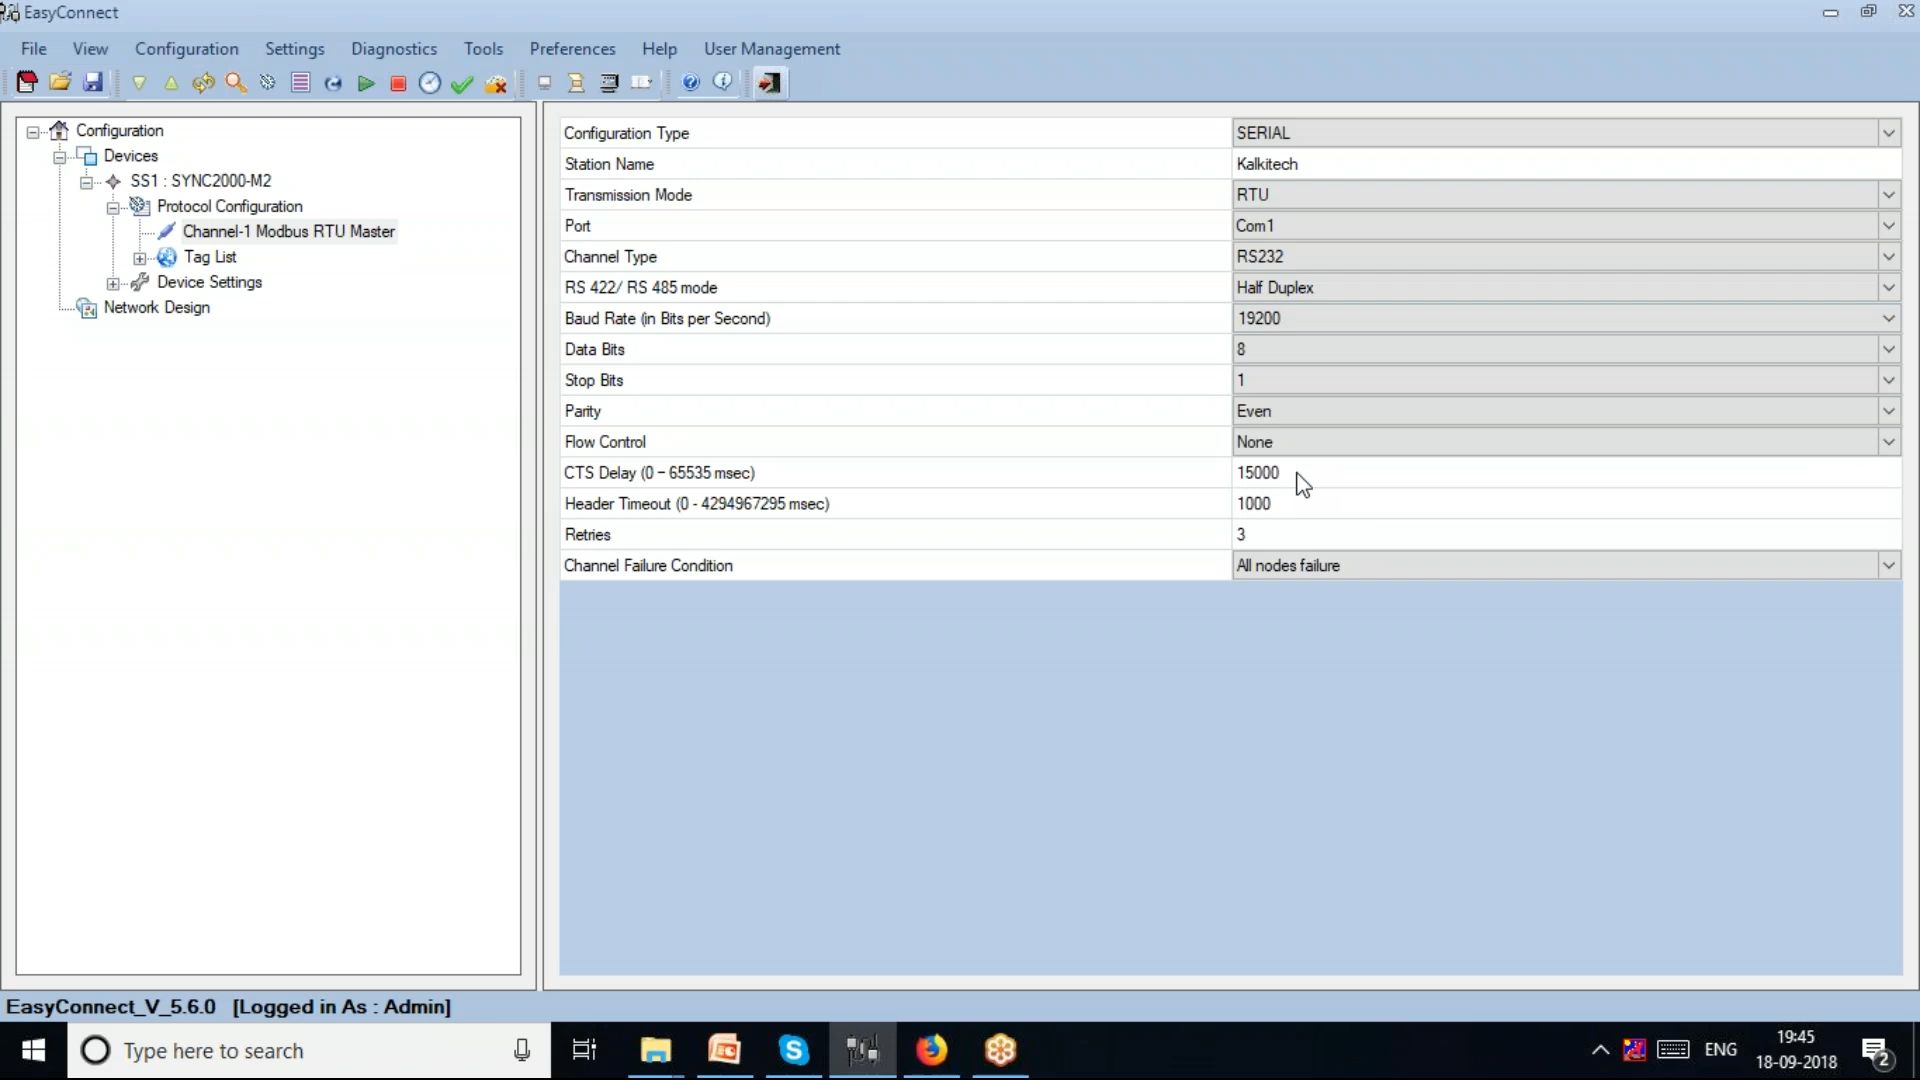 EasyConnect
File View Configuration Settings Diagnostics Tools Preferences Help User Management
Configuration
Devices
SS1 : SYNC2000-M2
Protocol Configuration
Channel-1 Modbus RTU Master
Tag List
Device Settings
Network Design
Configuration Type SERIAL
Station Name Kalkitech
Transmission Mode RTU
Port Com1
Channel Type RS232
RS 422/ RS 485 mode Half Duplex
Baud Rate (in Bits per Second) 19200
Data Bits 8
Stop Bits 1
Parity Even
Flow Control None
CTS Delay (0 – 65535 msec) 15000
Header Timeout (0 - 4294967295 msec) 1000
Retries 3
Channel Failure Condition All nodes failure
EasyConnect_V_5.6.0 [Logged in As : Admin]
Type here to search
ENG
19:45
18-09-2018
2